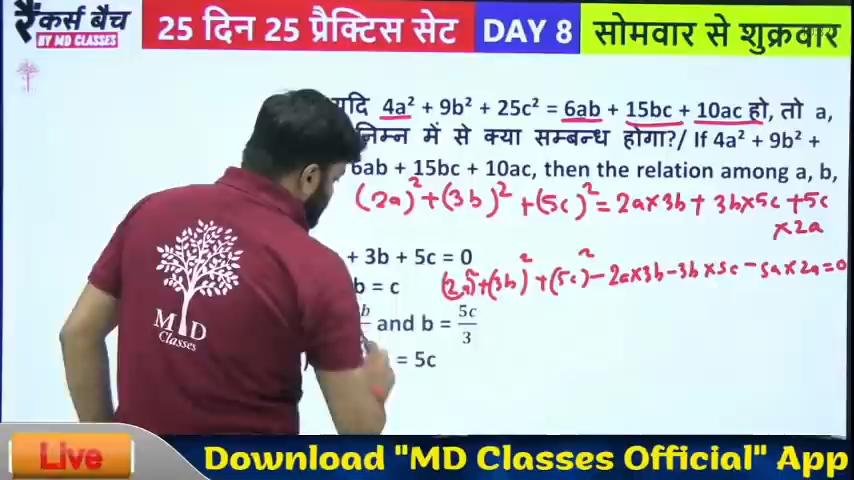 रैंकर्स बैच
BY MD CLASSES
25 दिन 25 प्रैक्टिस सेट
DAY 8
सोमवार से शुक्रवार
यदि 4a² + 9b² + 25c² = 6ab + 15bc + 10ac हो, तो a,
निम्न में से क्या सम्बन्ध होगा?/ If 4a² + 9b² +
6ab + 15bc + 10ac, then the relation among a, b,
(2a)² + (3b)² + (5c)² = 2a×3b + 3b×5c + 5c
×2a
+ 3b + 5c = 0
(2a)² + (3b)² + (5c)² − 2a×3b − 3b×5c − 5a×2a = 0
b = c
b and b = 5c/3
= 5c
MD
Classes
Live
Download "MD Classes Official" App